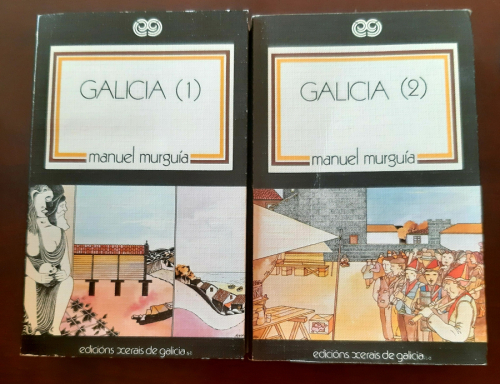 GALICIA (1)
manuel murguía
edicións xerais de galicia s.a.
GALICIA (2)
manuel murguía
edicións xerais de galicia